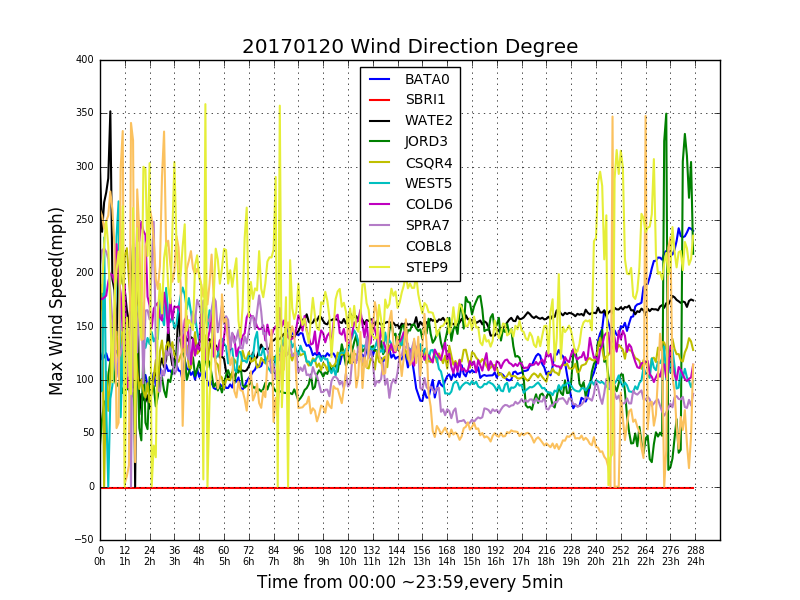 20170120 Wind Direction Degree
400
350
300
250
200
150
100
50
0
−50
Max Wind Speed(mph)
BATA0
SBRI1
WATE2
JORD3
CSQR4
WEST5
COLD6
SPRA7
COBL8
STEP9
0 12 24 36 48 60 72 84 96 108 120 132 144 156 168 180 192 204 216 228 240 252 264 276 288
0h 1h 2h 3h 4h 5h 6h 7h 8h 9h 10h 11h 12h 13h 14h 15h 16h 17h 18h 19h 20h 21h 22h 23h 24h
Time from 00:00 ~23:59,every 5min